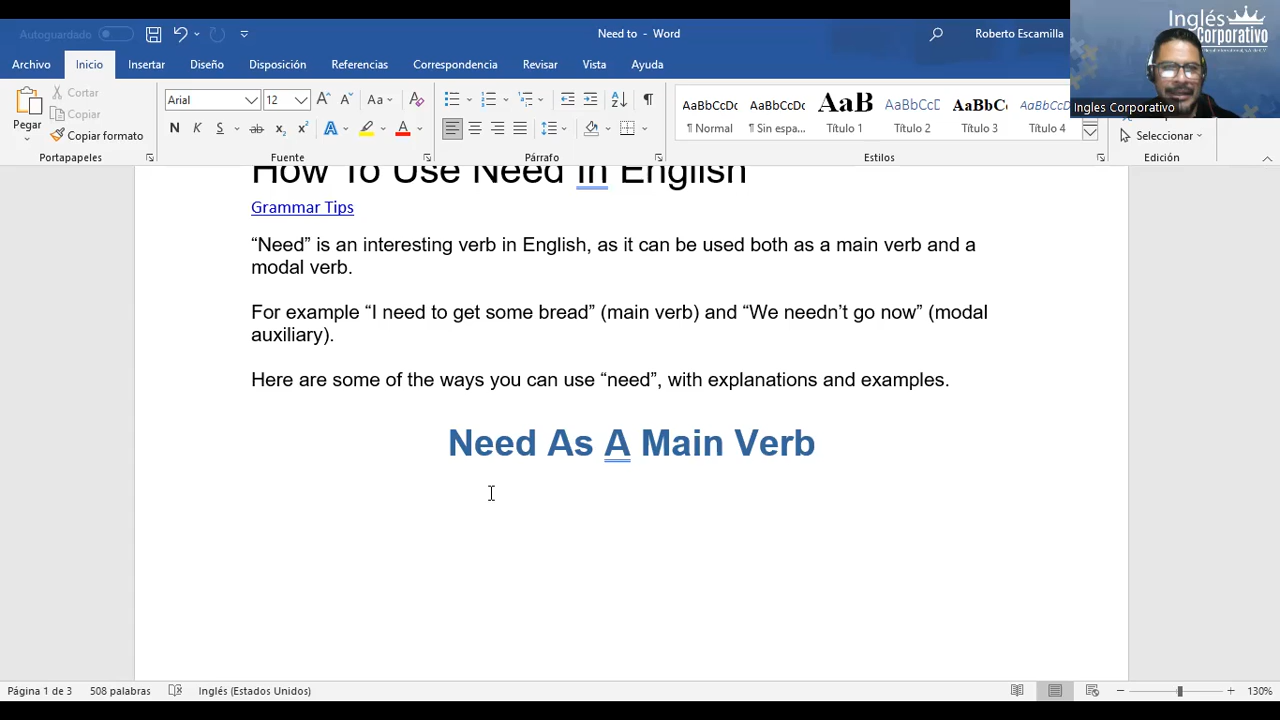 Autoguardado
Need to - Word
Roberto Escamilla
Inglés
Corporativo
Ingles Corporativo
Archivo Inicio Insertar Diseño Disposición Referencias Correspondencia Revisar Vista Ayuda
Pegar
Cortar
Copiar
Copiar formato
Portapapeles
Arial 12
Aa
N K S ab x₂ x² A A
Fuente
Párrafo
AaBbCcDc AaBbCcDc AaB AaBbCcC AaBbC AaBbCcL
¶ Normal ¶ Sin espa... Título 1 Título 2 Título 3 Título 4
Estilos
Seleccionar
Edición
How To Use Need In English
Grammar Tips
“Need” is an interesting verb in English, as it can be used both as a main verb and a
modal verb.
For example “I need to get some bread” (main verb) and “We needn’t go now” (modal
auxiliary).
Here are some of the ways you can use “need”, with explanations and examples.
Need As A Main Verb
Página 1 de 3 508 palabras Inglés (Estados Unidos) 130%